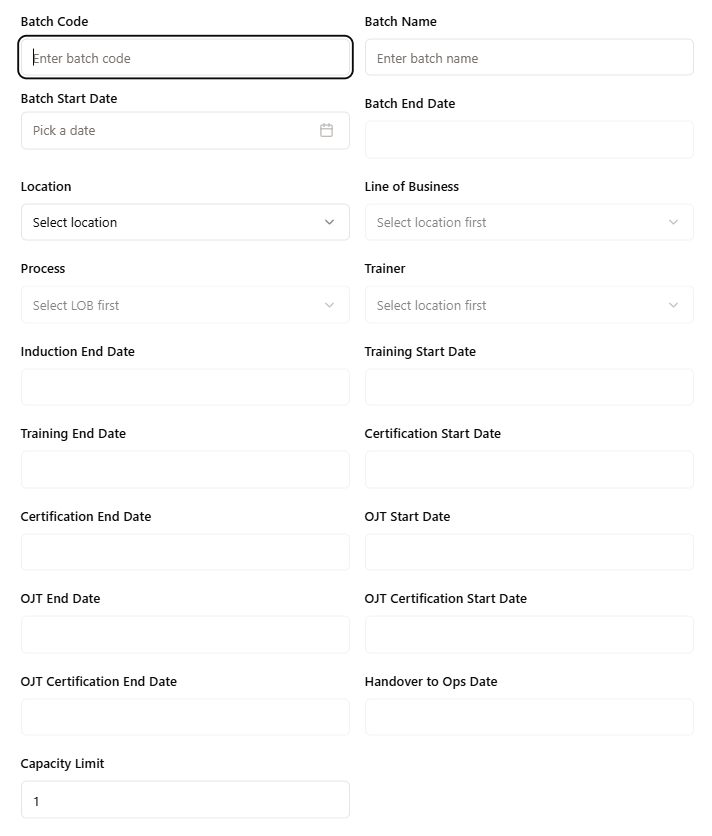 Batch Code
Batch Name
Enter batch code
Enter batch name
Batch Start Date
Batch End Date
Pick a date
Location
Line of Business
Select location
Select location first
Process
Trainer
Select LOB first
Select location first
Induction End Date
Training Start Date
Training End Date
Certification Start Date
Certification End Date
OJT Start Date
OJT End Date
OJT Certification Start Date
OJT Certification End Date
Handover to Ops Date
Capacity Limit
1